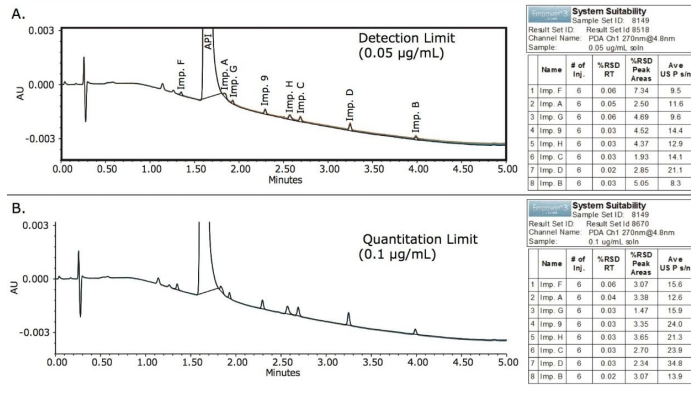 A.
0.003
0.000
-0.003
AU
Imp. F
API
Imp. A
Imp. G
Imp. 9
Imp. H
Imp. C
Imp. D
Imp. B
Detection Limit
(0.05 µg/mL)
0.00 0.50 1.00 1.50 2.00 2.50 3.00 3.50 4.00 4.50 5.00
Minutes
System Suitability
Sample Set ID: 8149
Result Set ID: Result Set Id 8518
Channel Name: PDA Ch1 270nm@4.8nm
Sample: 0.05 ug/mL soln
Name # of Inj. %RSD RT %RSD Peak Areas Ave US P s/n
1 Imp. F 6 0.06 7.34 9.5
2 Imp. A 6 0.05 2.50 11.6
3 Imp. G 6 0.06 4.69 9.6
4 Imp. 9 6 0.03 4.52 14.4
5 Imp. H 6 0.03 4.37 12.9
6 Imp. C 6 0.03 1.93 14.1
7 Imp. D 6 0.02 2.85 21.1
8 Imp. B 6 0.03 5.05 8.3
B.
0.003
0.000
-0.003
AU
Quantitation Limit
(0.1 µg/mL)
0.00 0.50 1.00 1.50 2.00 2.50 3.00 3.50 4.00 4.50 5.00
Minutes
System Suitability
Sample Set ID: 8149
Result Set ID: Result Set Id 8670
Channel Name: PDA Ch1 270nm@4.8nm
Sample: 0.1 ug/mL soln
Name # of Inj. %RSD RT %RSD Peak Areas Ave US P s/n
1 Imp. F 6 0.06 3.07 15.6
2 Imp. A 6 0.04 3.38 12.6
3 Imp. G 6 0.03 1.47 15.9
4 Imp. 9 6 0.03 3.35 24.0
5 Imp. H 6 0.03 3.65 21.3
6 Imp. C 6 0.03 2.70 23.9
7 Imp. D 6 0.03 2.34 34.8
8 Imp. B 6 0.02 3.07 13.9